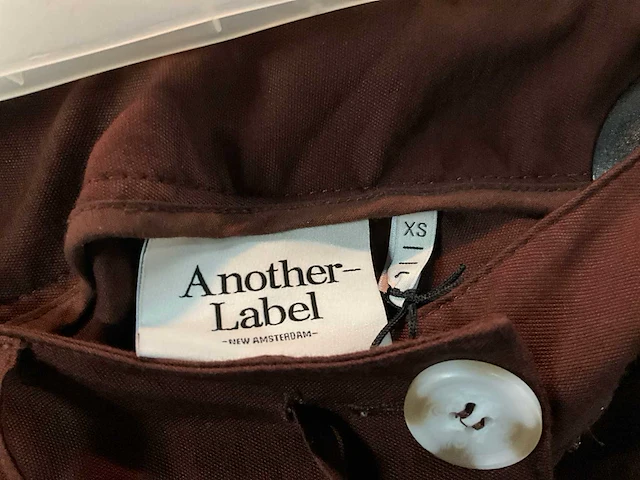 Another-
Label
-NEW AMSTERDAM-
XS